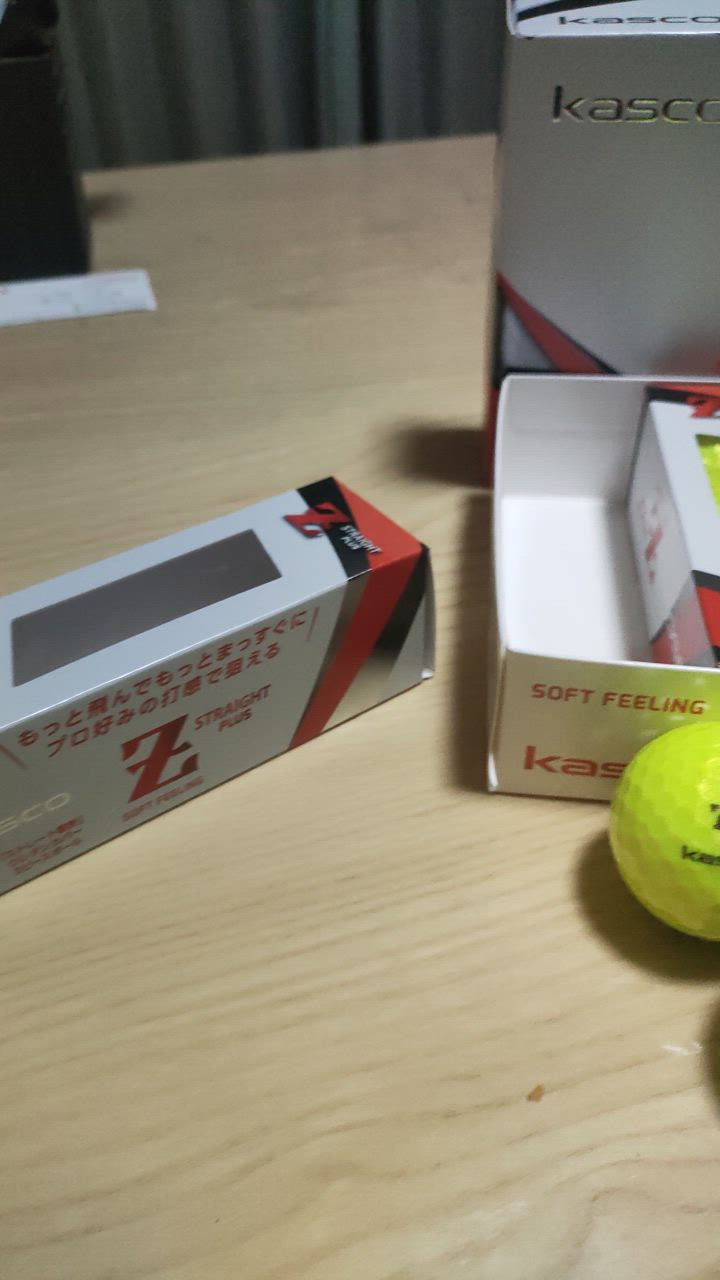 kasco
kasco
Z STRAIGHT
PLUS
もっと飛んでもっとまっすぐに
プロ好みの打感で狙える
Z STRAIGHT
PLUS
SOFT FEELING
SCO
SOFT FEELING
kas
kas